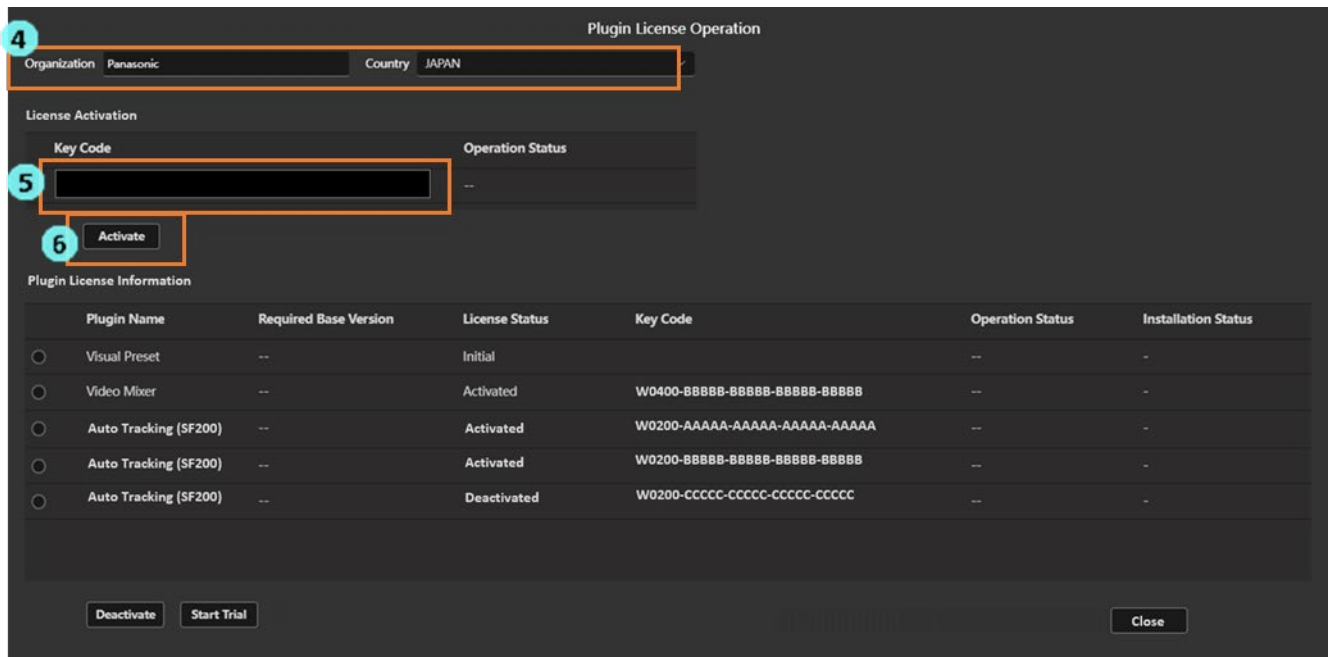 Plugin License Operation
4
Organization Panasonic Country JAPAN
License Activation
Key Code Operation Status
5 --
6 Activate
Plugin License Information
Plugin Name Required Base Version License Status Key Code Operation Status Installation Status
Visual Preset -- Initial -- -
Video Mixer -- Activated W0400-BBBBB-BBBBB-BBBBB-BBBBB -- -
Auto Tracking (SF200) -- Activated W0200-AAAAA-AAAAA-AAAAA-AAAAA -- -
Auto Tracking (SF200) -- Activated W0200-BBBBB-BBBBB-BBBBB-BBBBB -- -
Auto Tracking (SF200) -- Deactivated W0200-CCCCC-CCCCC-CCCCC-CCCCC -- -
Deactivate Start Trial Close